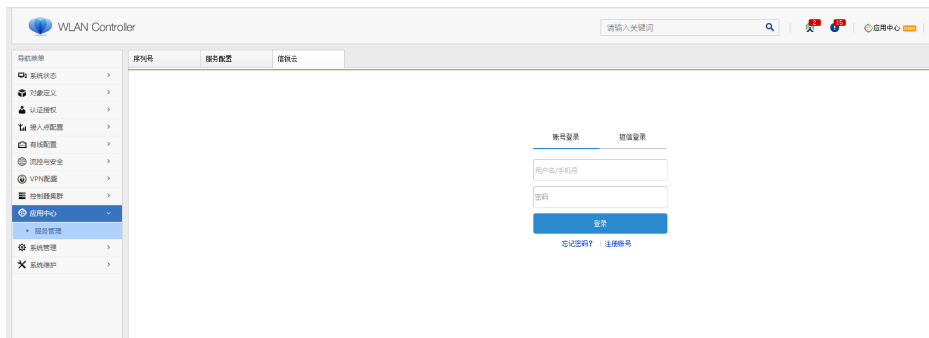 WLAN Controller
请输入关键词
2
15
应用中心
导航菜单
序列号
服务配置
信锐云
系统状态
对象定义
认证授权
接入点配置
有线配置
流控与安全
VPN配置
控制器集群
应用中心
服务管理
系统管理
系统维护
账号登录
短信登录
用户名/手机号
密码
登录
忘记密码?
注册账号